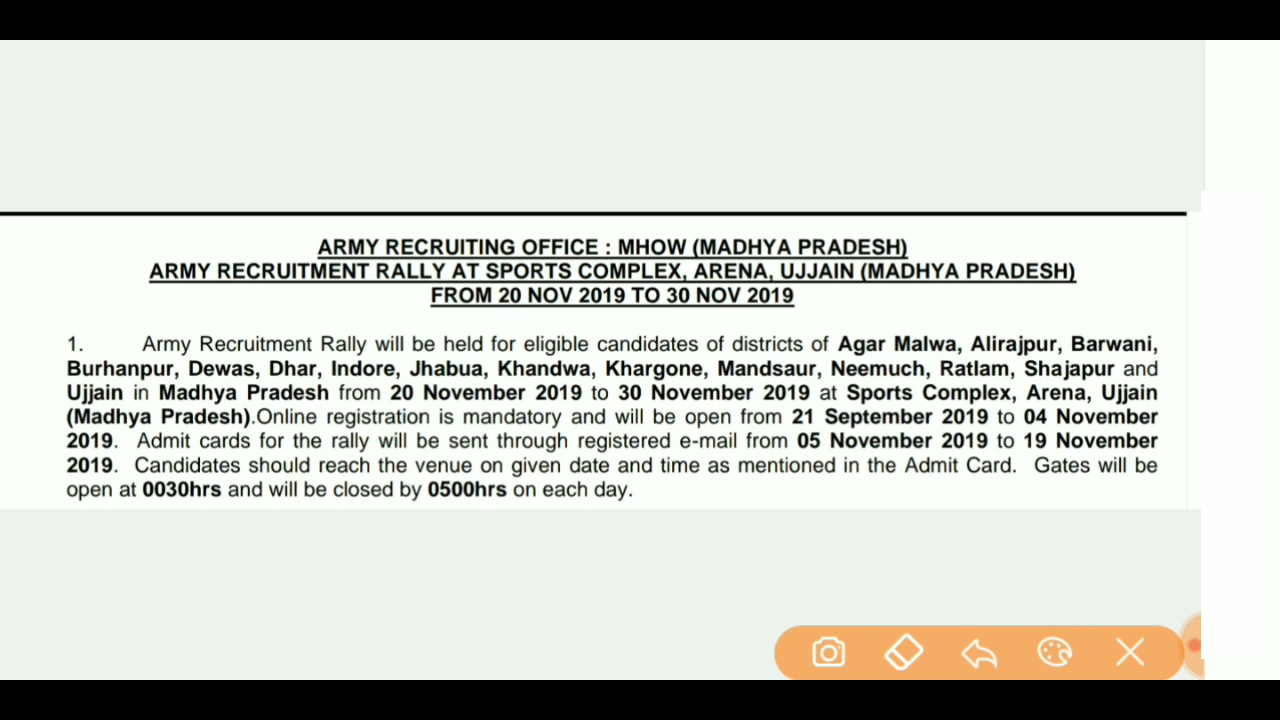 ARMY RECRUITING OFFICE : MHOW (MADHYA PRADESH)
ARMY RECRUITMENT RALLY AT SPORTS COMPLEX, ARENA, UJJAIN (MADHYA PRADESH)
FROM 20 NOV 2019 TO 30 NOV 2019
1. Army Recruitment Rally will be held for eligible candidates of districts of Agar Malwa, Alirajpur, Barwani,
Burhanpur, Dewas, Dhar, Indore, Jhabua, Khandwa, Khargone, Mandsaur, Neemuch, Ratlam, Shajapur and
Ujjain in Madhya Pradesh from 20 November 2019 to 30 November 2019 at Sports Complex, Arena, Ujjain
(Madhya Pradesh).Online registration is mandatory and will be open from 21 September 2019 to 04 November
2019. Admit cards for the rally will be sent through registered e-mail from 05 November 2019 to 19 November
2019. Candidates should reach the venue on given date and time as mentioned in the Admit Card. Gates will be
open at 0030hrs and will be closed by 0500hrs on each day.